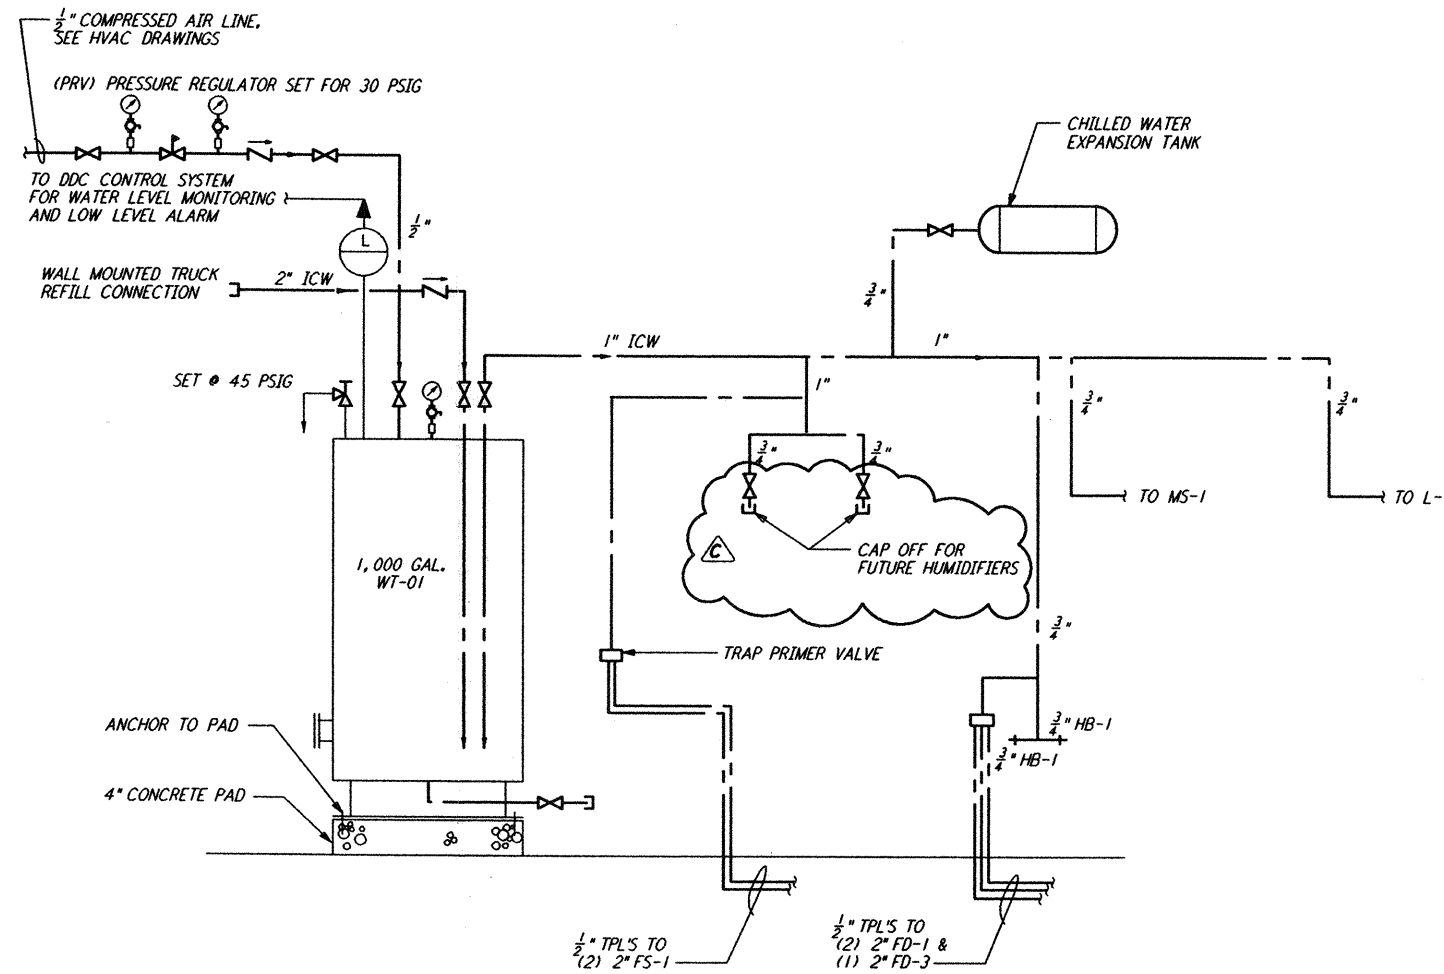 1/2" COMPRESSED AIR LINE,
SEE HVAC DRAWINGS
(PRV) PRESSURE REGULATOR SET FOR 30 PSIG
CHILLED WATER
EXPANSION TANK
TO DDC CONTROL SYSTEM
FOR WATER LEVEL MONITORING
AND LOW LEVEL ALARM
1/2"
L
WALL MOUNTED TRUCK
REFILL CONNECTION
2" ICW
3/4"
1" ICW
1"
SET @ 45 PSIG
1"
3/4"
3/4"
3/4"
3/4"
TO MS-1
TO L-
C
CAP OFF FOR
FUTURE HUMIDIFIERS
1,000 GAL.
WT-01
3/4"
TRAP PRIMER VALVE
ANCHOR TO PAD
3/4" HB-1
3/4" HB-1
4" CONCRETE PAD
1/2" TPL'S TO
(2) 2" FS-1
1/2" TPL'S TO
(2) 2" FD-1 &
(1) 2" FD-3